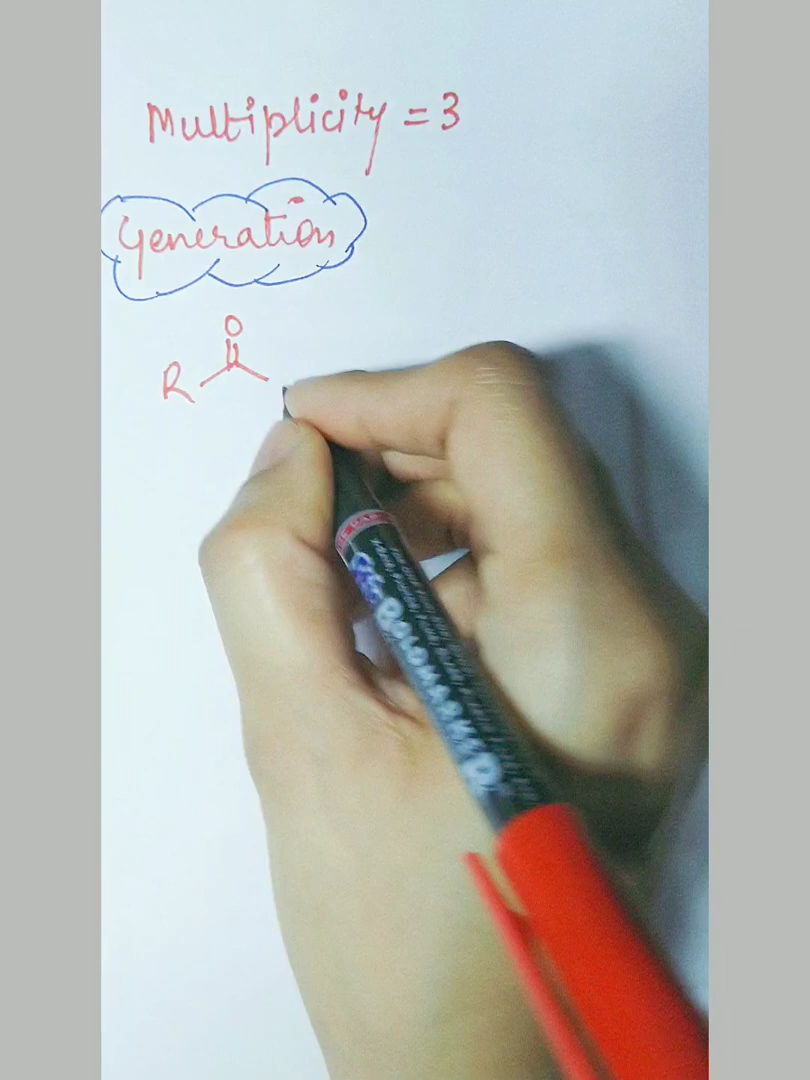 Multiplicity = 3
Generation
O
R